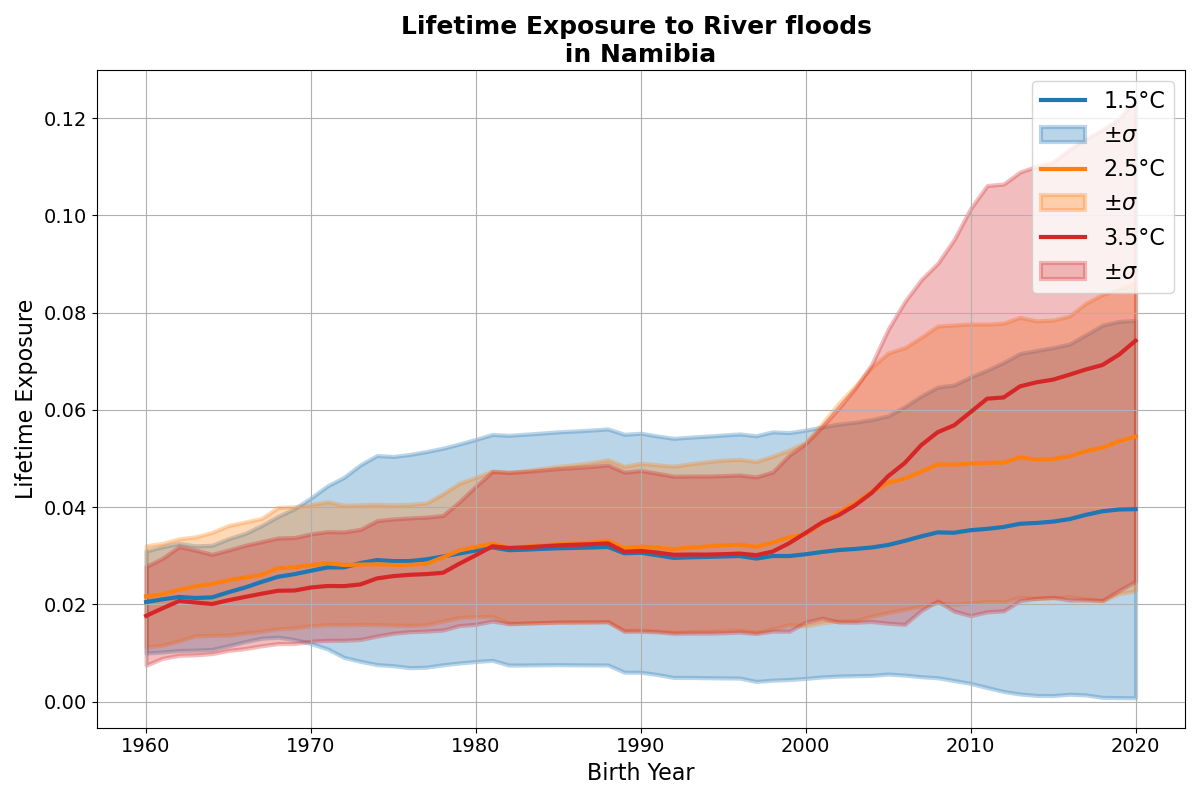 Lifetime Exposure to River floods
in Namibia
Lifetime Exposure
0.12
0.10
0.08
0.06
0.04
0.02
0.00
1960 1970 1980 1990 2000 2010 2020
Birth Year
1.5°C
±σ
2.5°C
±σ
3.5°C
±σ